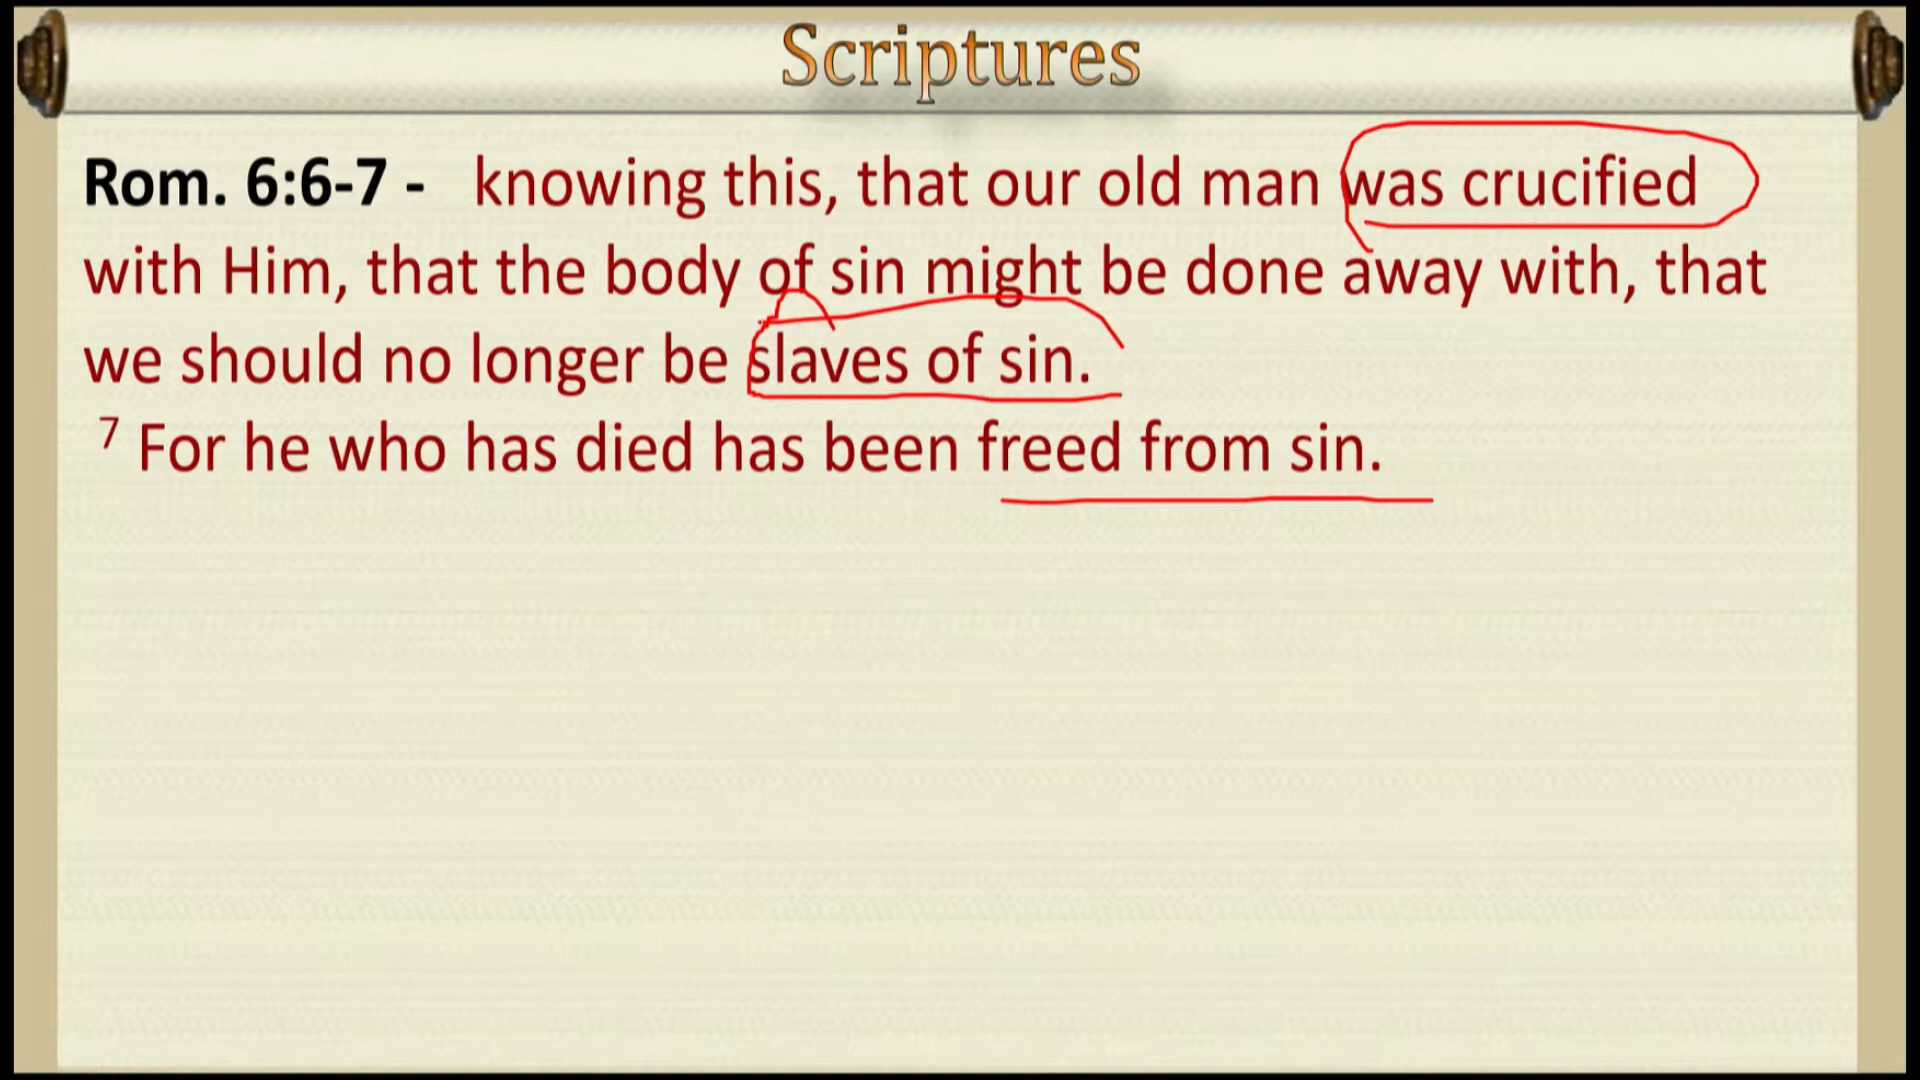 Scriptures
Rom. 6:6-7 - knowing this, that our old man was crucified
with Him, that the body of sin might be done away with, that
we should no longer be slaves of sin.
7 For he who has died has been freed from sin.